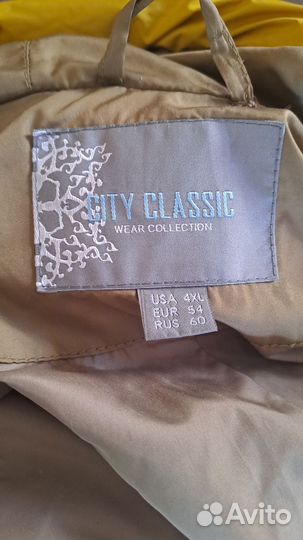 CITY CLASSIC
WEAR COLLECTION
USA 4XL
EUR 54
RUS 60
Avito